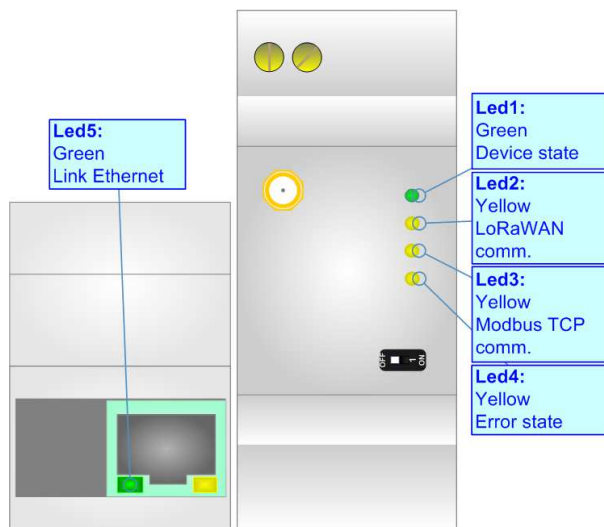 Led5:
Green
Link Ethernet
Led1:
Green
Device state
Led2:
Yellow
LoRaWAN
comm.
Led3:
Yellow
Modbus TCP
comm.
Led4:
Yellow
Error state
OFF
1
ON